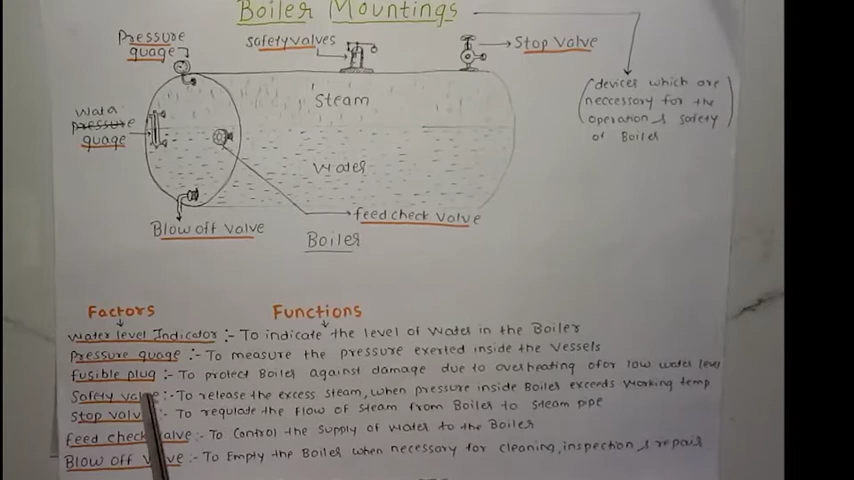 Boiler Mountings
Pressure
guage
safetyvalves
Stop valve
(devices which are
neccessary for the
operation & safety
of Boiler)
Steam
Wata
pressure
guage
Water
Blow off valve
feed check valve
Boiler
Factors
Functions
Water level Indicator :- To indicate the level of Water in the Boiler
Pressure guage :- To measure the pressure exerted inside the Vessels
fusible plug :- To protect Boiler against damage due to overheating ofor low water level
Safety valve :- To release the excess steam, when pressure inside Boiler exceeds Working temp
Stop valve :- To regulate the flow of steam from Boiler to steam pipe
feed check valve :- To Control the Supply of water to the Boiler
Blow off valve :- To Empty the Boiler when necessary for cleaning, inspection & repair